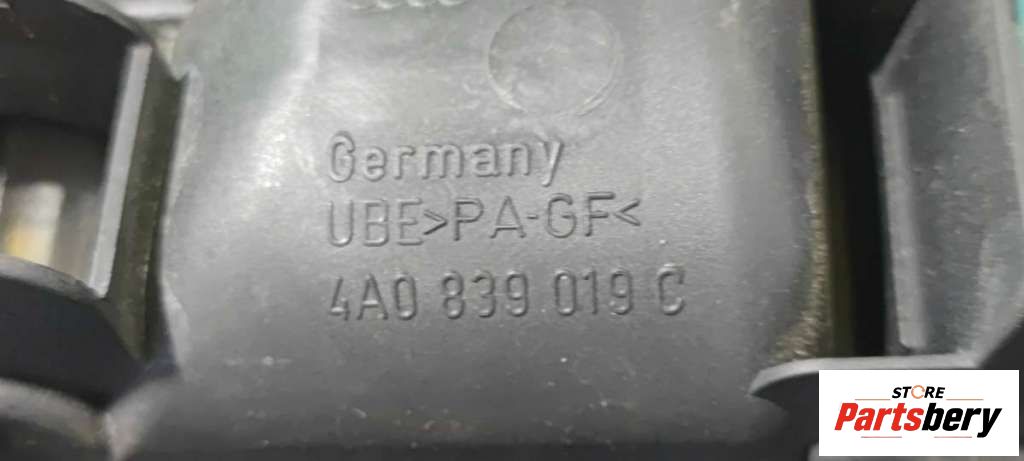 Germany
UBE>PA-GF<
4A0 839 019 C
STORE
Partsbery